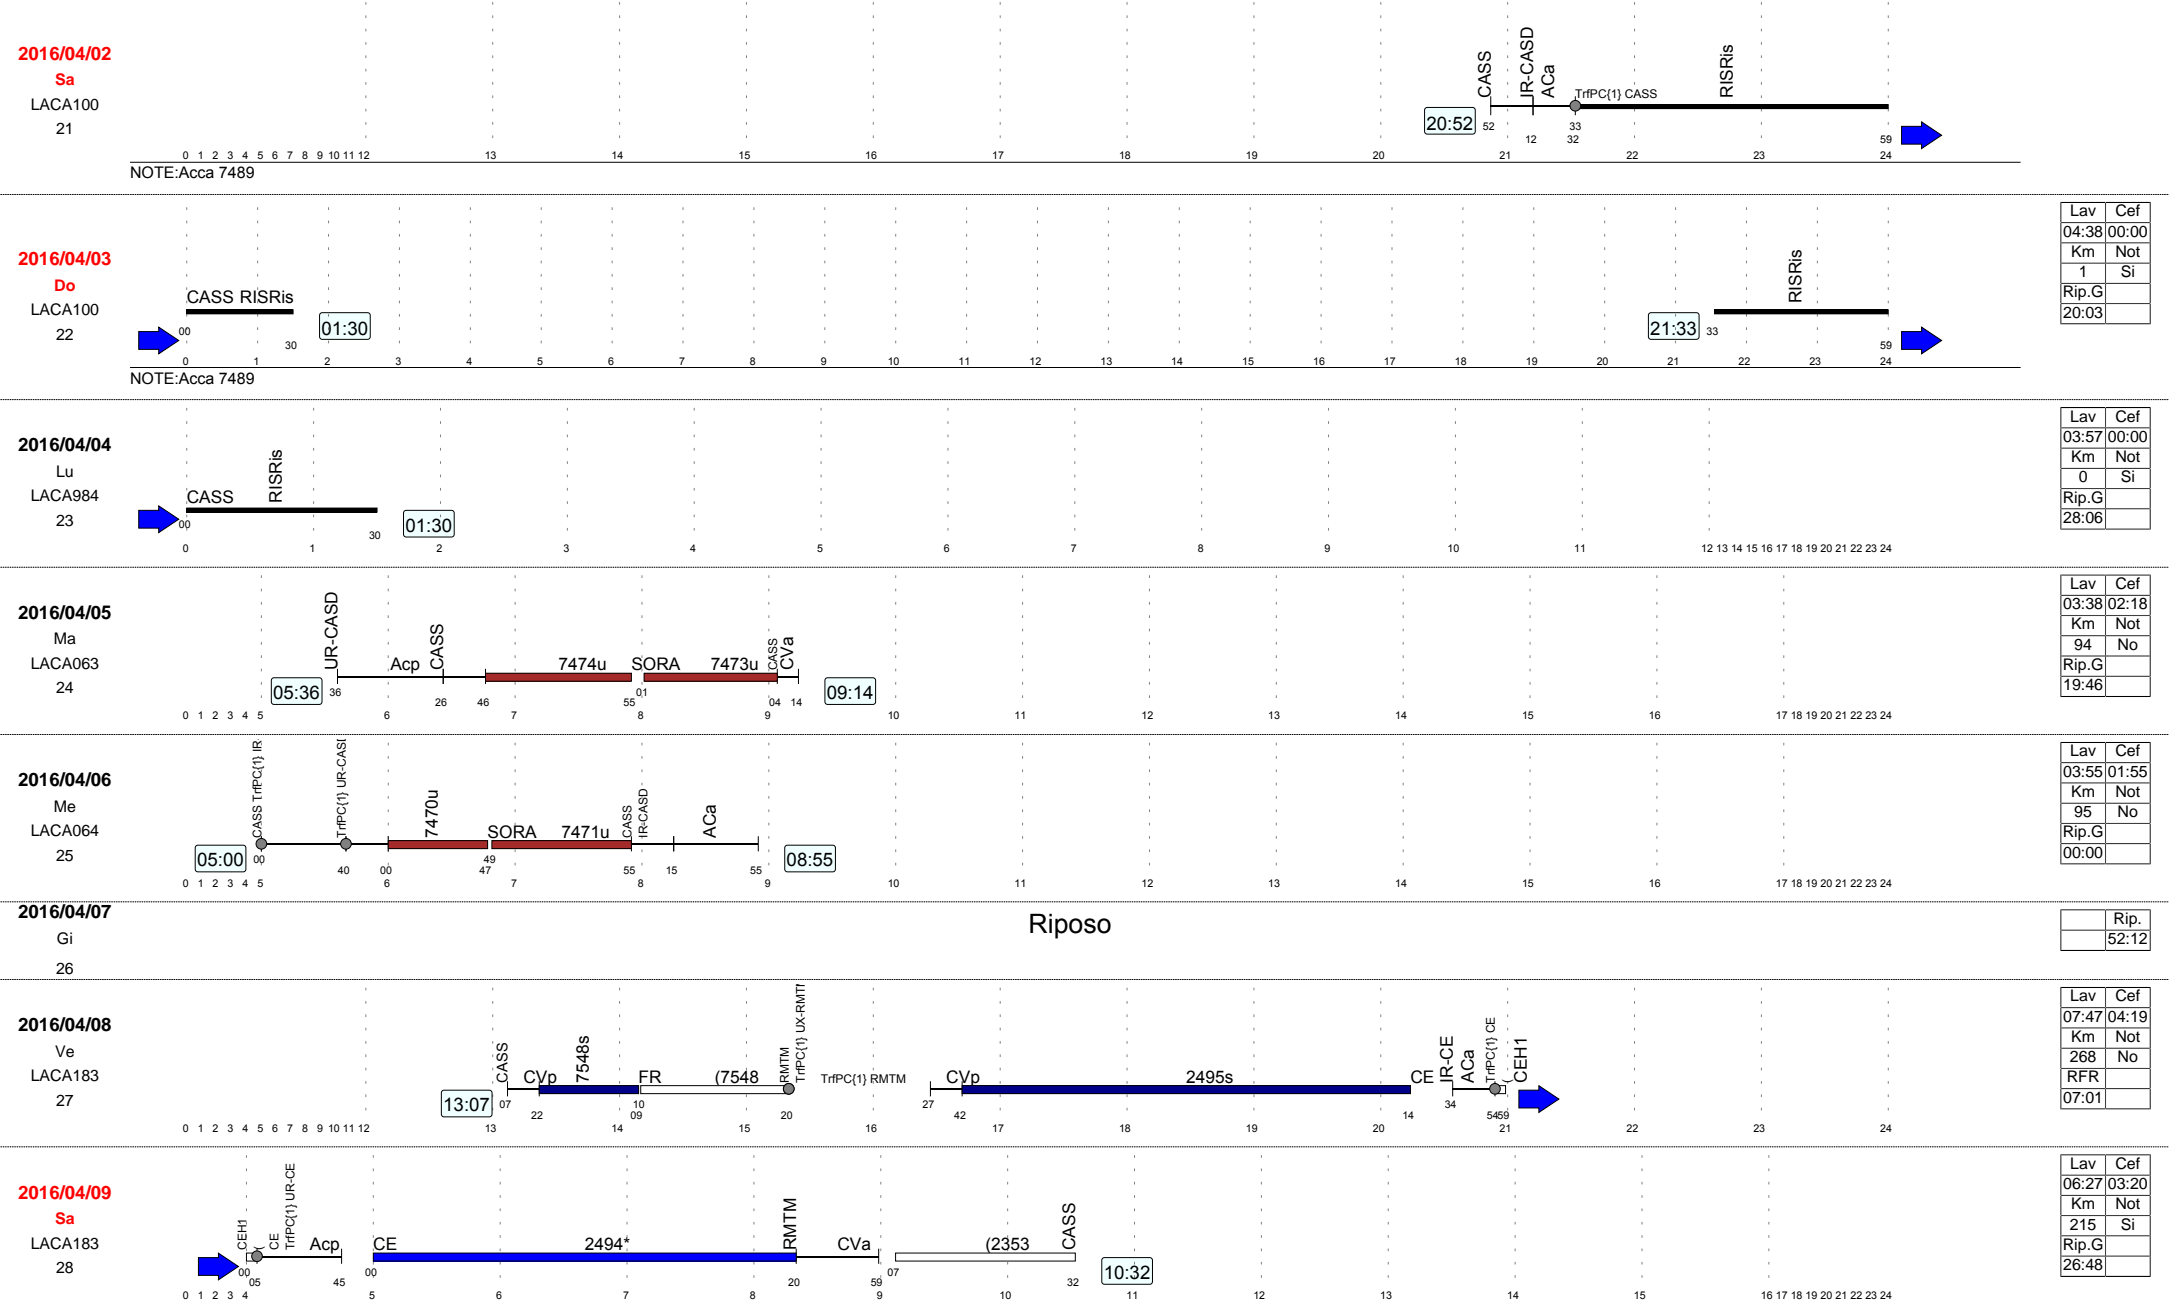 2016/04/02
Sa
LACA100
21
20:52
CASS
IR-CASD
ACa
TrfPC{1} CASS
RISRis
52 12 33 32 59
0 1 2 3 4 5 6 7 8 9 10 11 12 13 14 15 16 17 18 19 20 21 22 23 24
NOTE:Acca 7489
2016/04/03
Do
LACA100
22
CASS RISRis
00 30
01:30
21:33
33 59
RISRis
0 1 2 3 4 5 6 7 8 9 10 11 12 13 14 15 16 17 18 19 20 21 22 23 24
NOTE:Acca 7489
Lav Cef
04:38 00:00
Km Not
1 Si
Rip.G
20:03
2016/04/04
Lu
LACA984
23
CASS
RISRis
00 30
01:30
0 1 2 3 4 5 6 7 8 9 10 11 12 13 14 15 16 17 18 19 20 21 22 23 24
Lav Cef
03:57 00:00
Km Not
0 Si
Rip.G
28:06
2016/04/05
Ma
LACA063
24
05:36
UR-CASD
Acp
CASS
7474u
SORA
7473u
CASS
CVa
36 26 46 55 01 04 14
09:14
0 1 2 3 4 5 6 7 8 9 10 11 12 13 14 15 16 17 18 19 20 21 22 23 24
Lav Cef
03:38 02:18
Km Not
94 No
Rip.G
19:46
2016/04/06
Me
LACA064
25
05:00
CASS TrfPC{1} IR
TrfPC{1} UR-CAS
7470u
SORA
7471u
CASS
IR-CASD
ACa
00 40 00 49 47 55 15 55
08:55
0 1 2 3 4 5 6 7 8 9 10 11 12 13 14 15 16 17 18 19 20 21 22 23 24
Lav Cef
03:55 01:55
Km Not
95 No
Rip.G
00:00
2016/04/07
Gi
26
Riposo
Rip.
52:12
2016/04/08
Ve
LACA183
27
13:07
CASS
CVp
7548s
FR
(7548
RMTM
TrfPC{1} UX-RMT
TrfPC{1} RMTM
CVp
2495s
CE
IR-CE
ACa
TrfPC{1} CE
(
CEH1
07 22 10 09 20 27 42 14 34 54 59
0 1 2 3 4 5 6 7 8 9 10 11 12 13 14 15 16 17 18 19 20 21 22 23 24
Lav Cef
07:47 04:19
Km Not
268 No
RFR
07:01
2016/04/09
Sa
LACA183
28
CEH1
(
CE
TrfPC{1} UR-CE
Acp
CE
2494*
RMTM
CVa
(2353
CASS
00 05 45 00 20 59 07 32
10:32
0 1 2 3 4 5 6 7 8 9 10 11 12 13 14 15 16 17 18 19 20 21 22 23 24
Lav Cef
06:27 03:20
Km Not
215 Si
Rip.G
26:48